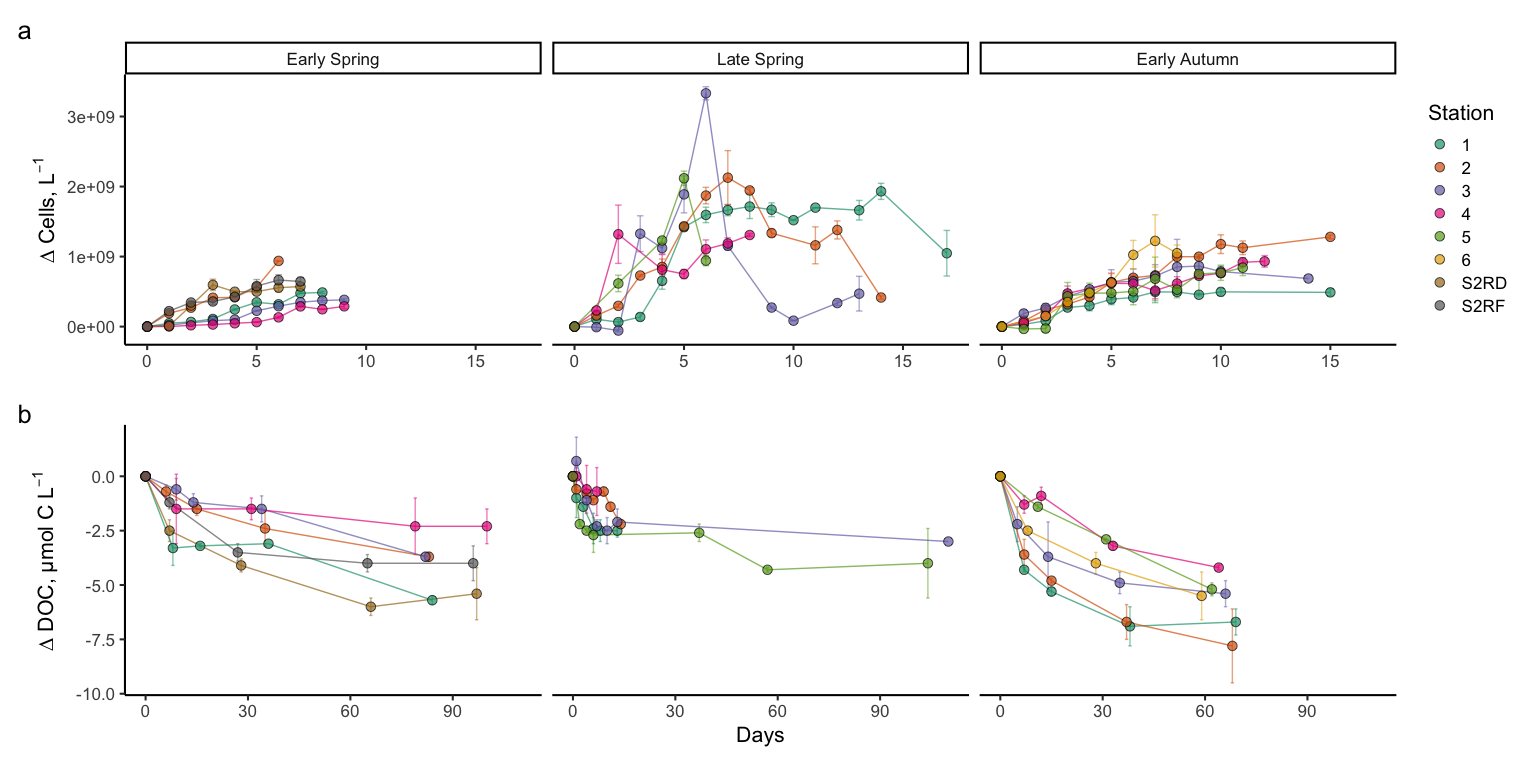 a
Early Spring Late Spring Early Autumn
Δ Cells, L⁻¹
3e+09
2e+09
1e+09
0e+00
0 5 10 15 0 5 10 15 0 5 10 15
Station
1
2
3
4
5
6
S2RD
S2RF
b
Δ DOC, μmol C L⁻¹
0.0
-2.5
-5.0
-7.5
-10.0
0 30 60 90 0 30 60 90 0 30 60 90
Days